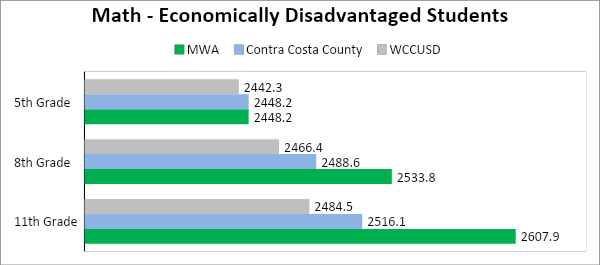 Math - Economically Disadvantaged Students
MWA Contra Costa County WCCUSD
5th Grade
2442.3
2448.2
2448.2
8th Grade
2466.4
2488.6
2533.8
11th Grade
2484.5
2516.1
2607.9